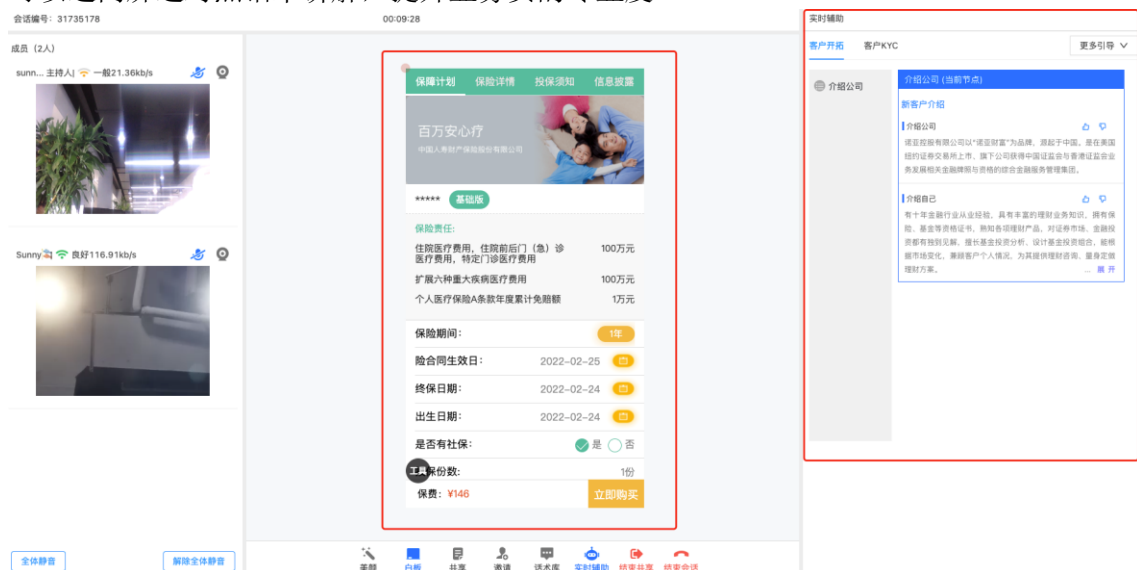 会话编号: 31735178
00:09:28
成员 (2人)
sunn... 主持人| 一般21.36kb/s
Sunny 良好116.91kb/s
全体静音
解除全体静音
保障计划 保险详情 投保须知 信息披露
百万安心疗
中国人寿财产保险股份有限公司
***** 基础版
保险责任:
住院医疗费用, 住院前后门 (急) 诊 100万元
医疗费用, 特定门诊医疗费用
扩展六种重大疾病医疗费用 100万元
个人医疗保险A条款年度累计免赔额 1万元
保险期间: 1年
险合同生效日: 2022-02-25
终保日期: 2022-02-24
出生日期: 2022-02-24
是否有社保: 是 否
工具
保份数: 1份
保费: ¥146 立即购买
美颜 白板 共享 邀请 话术库 实时辅助 结束共享 结束会话
实时辅助
客户开拓 客户KYC 更多引导
介绍公司
介绍公司 (当前节点)
新客户介绍
介绍公司
诺亚控股有限公司以“诺亚财富”为品牌, 源起于中国, 是在美国
纽约证券交易所上市, 旗下公司获得中国证监会与香港证监会业
务发展相关金融牌照与资格的综合金融服务管理集团。
介绍自己
有十年金融行业从业经验, 具有丰富的理财业务知识, 拥有保
险、基金等资格证书, 熟知各项理财产品, 对证券市场、金融投
资都有独到见解, 擅长基金投资分析、设计基金投资组合, 能根
据市场变化, 兼顾客户个人情况, 为其提供理财咨询、量身定做
理财方案。 ... 展 开